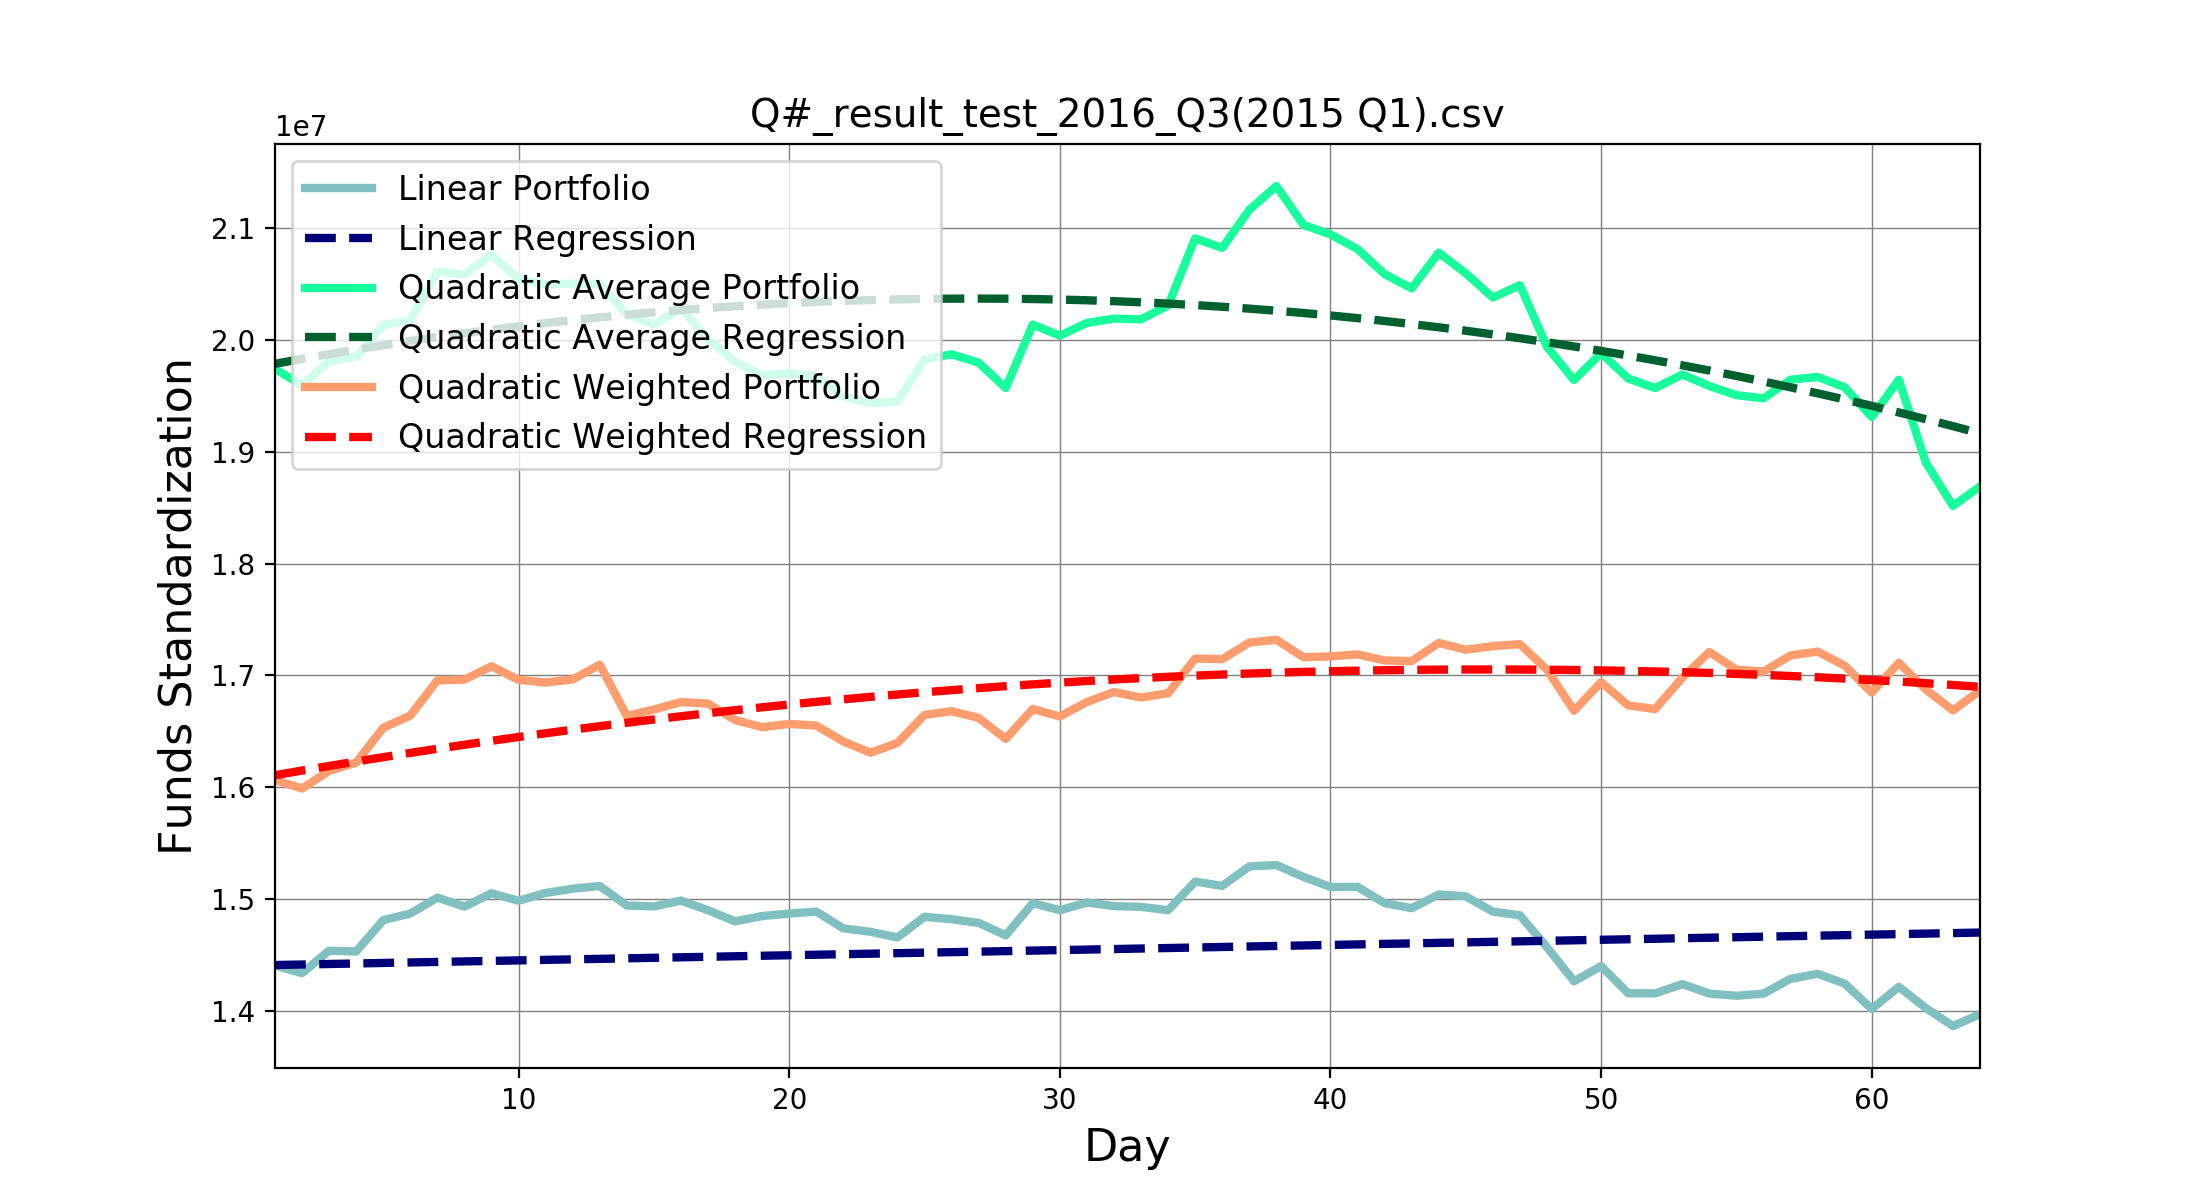 Q#_result_test_2016_Q3(2015 Q1).csv
1e7
Linear Portfolio
Linear Regression
Quadratic Average Portfolio
Quadratic Average Regression
Quadratic Weighted Portfolio
Quadratic Weighted Regression
Funds Standardization
2.1
2.0
1.9
1.8
1.7
1.6
1.5
1.4
10 20 30 40 50 60
Day